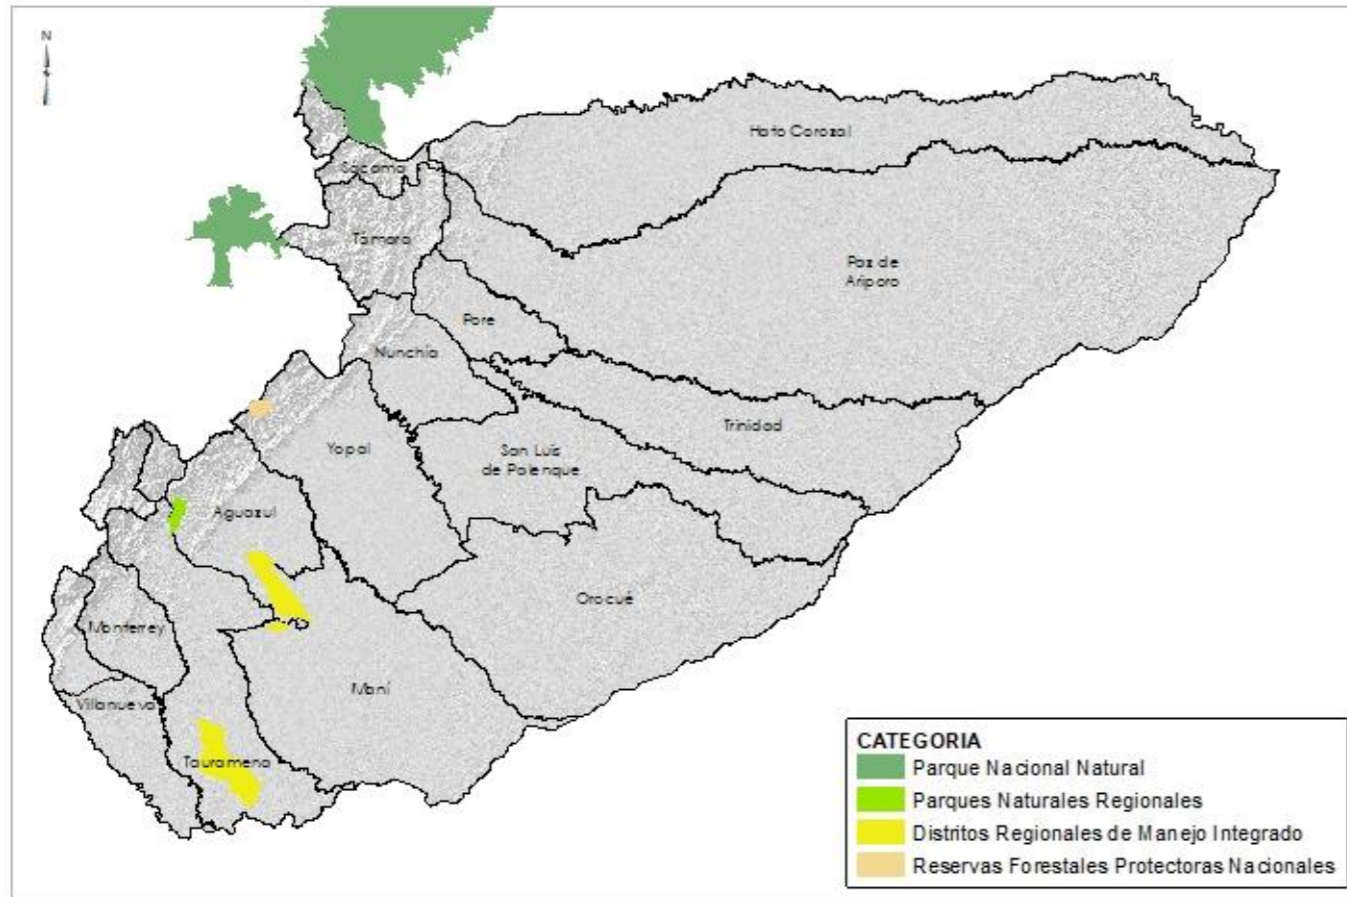 N
Hato Corozal
Sácama
Támara
Paz de
Ariporo
Pore
Nunchía
Trinidad
Yopal
San Luís
de Palenque
Aguazul
Orocué
Monterrey
Maní
Villanueva
Tauramena
CATEGORIA
Parque Nacional Natural
Parques Naturales Regionales
Distritos Regionales de Manejo Integrado
Reservas Forestales Protectoras Nacionales